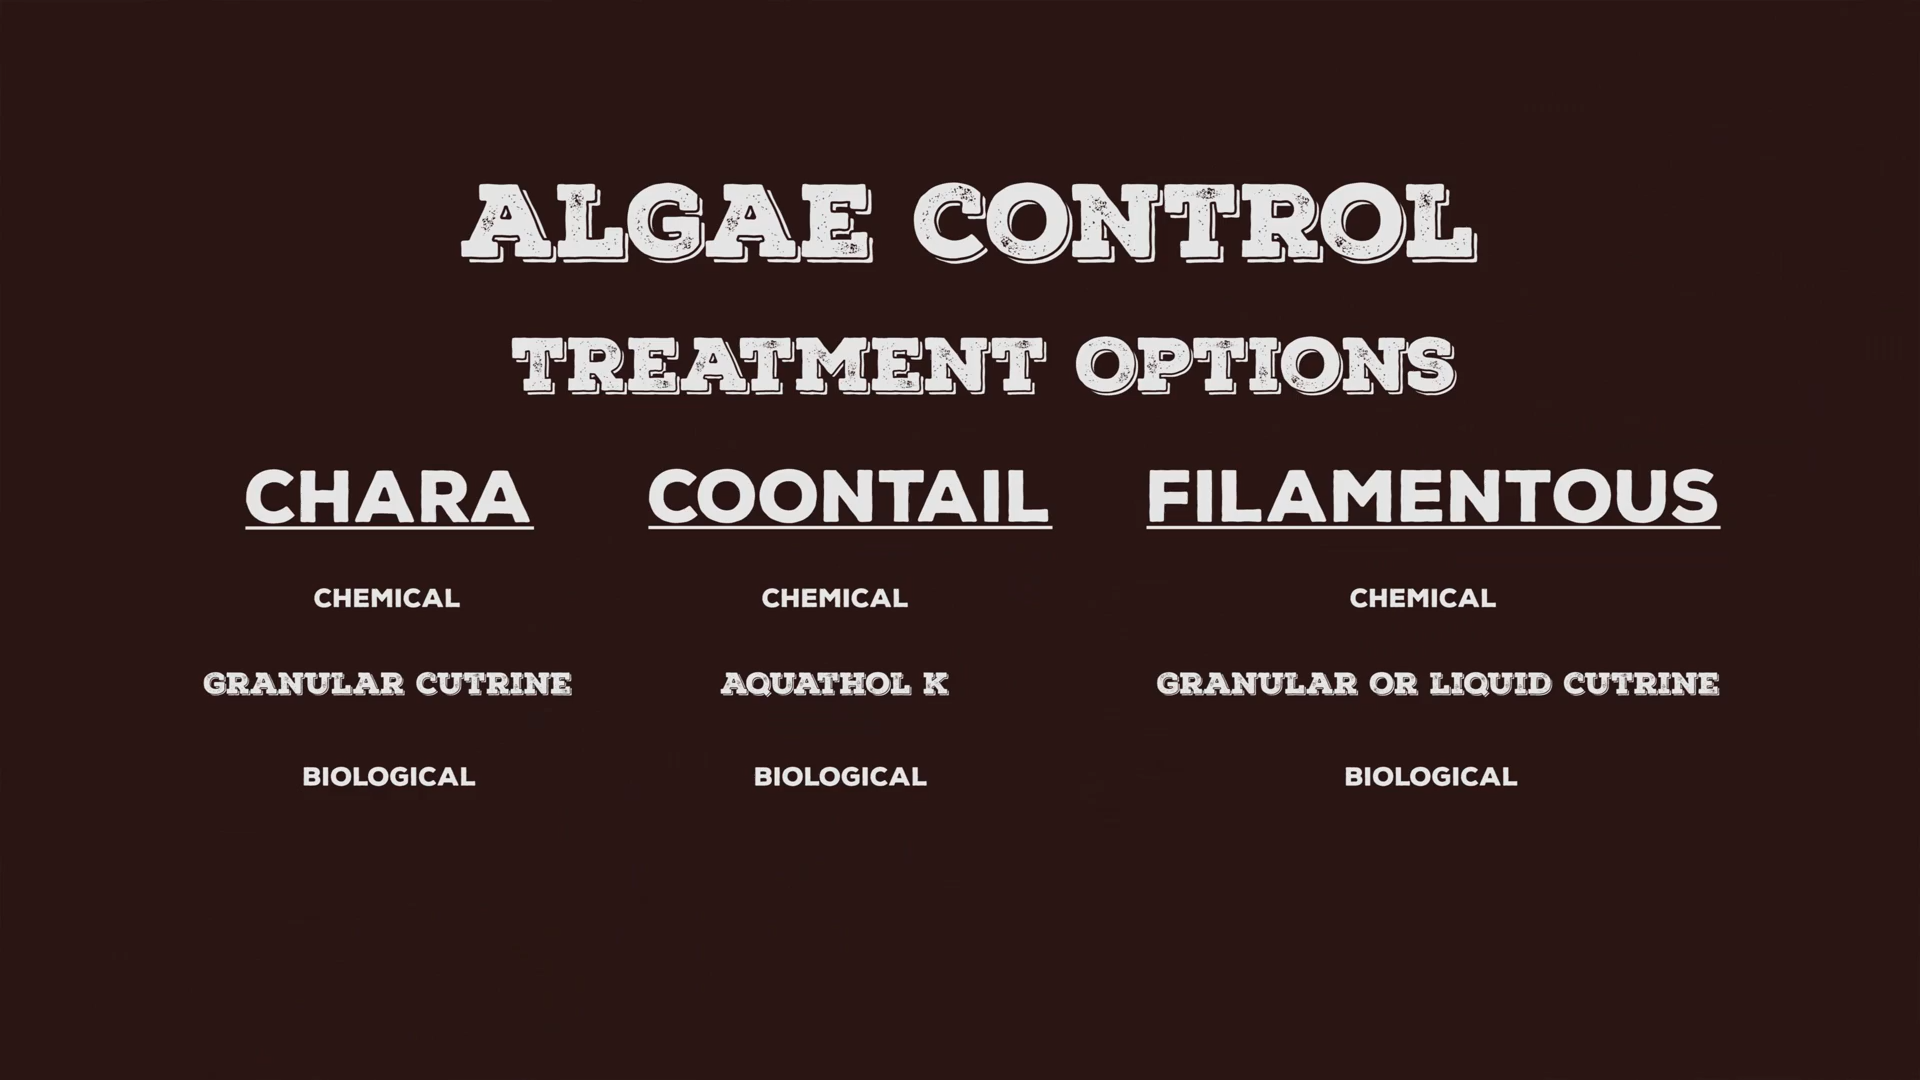 ALGAE CONTROL
TREATMENT OPTIONS
CHARA COONTAIL FILAMENTOUS
CHEMICAL CHEMICAL CHEMICAL
GRANULAR CUTRINE AQUATHOL K GRANULAR OR LIQUID CUTRINE
BIOLOGICAL BIOLOGICAL BIOLOGICAL